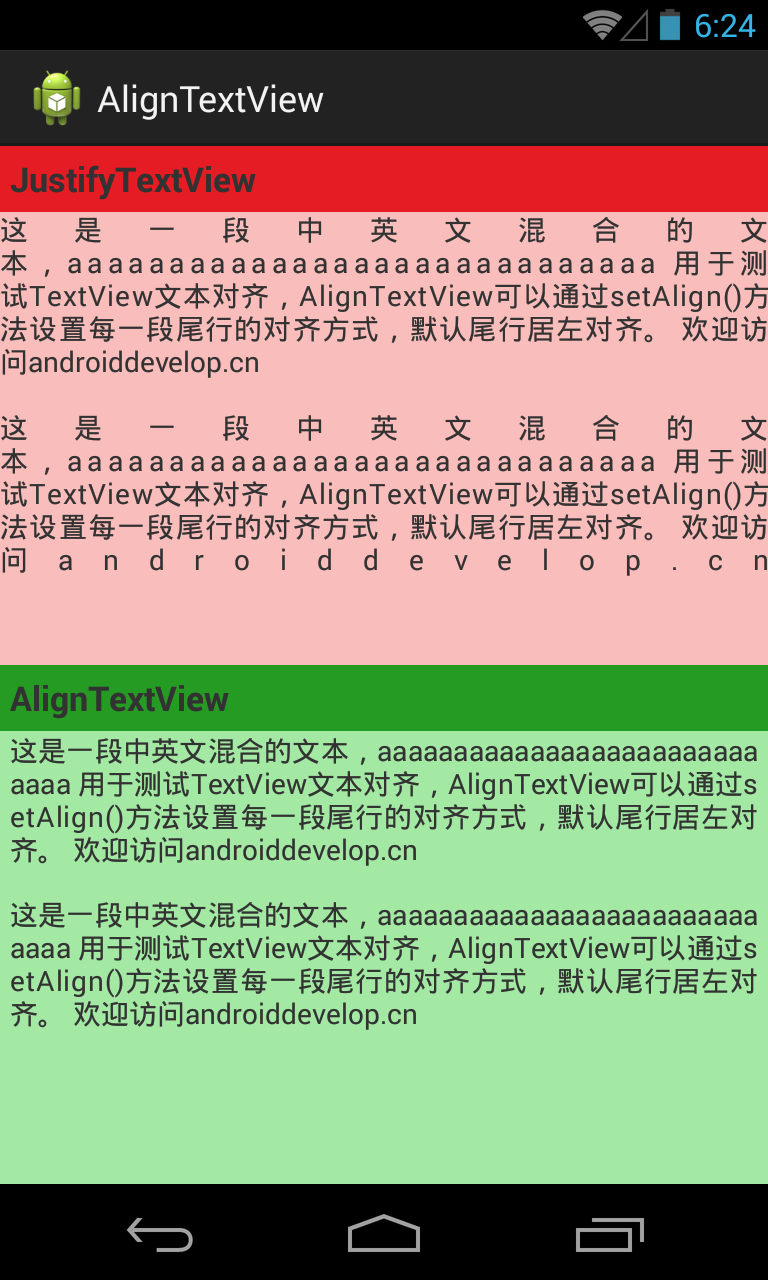 6:24
AlignTextView
JustifyTextView
这是一段中英文混合的文
本，aaaaaaaaaaaaaaaaaaaaaaaaaaaaa 用于测
试TextView文本对齐，AlignTextView可以通过setAlign()方
法设置每一段尾行的对齐方式，默认尾行居左对齐。 欢迎访
问androiddevelop.cn
这是一段中英文混合的文
本，aaaaaaaaaaaaaaaaaaaaaaaaaaaaa 用于测
试TextView文本对齐，AlignTextView可以通过setAlign()方
法设置每一段尾行的对齐方式，默认尾行居左对齐。 欢迎访
问androiddevelop.cn
AlignTextView
这是一段中英文混合的文本，aaaaaaaaaaaaaaaaaaaaaaaaa
aaaa 用于测试TextView文本对齐，AlignTextView可以通过s
etAlign()方法设置每一段尾行的对齐方式，默认尾行居左对
齐。 欢迎访问androiddevelop.cn
这是一段中英文混合的文本，aaaaaaaaaaaaaaaaaaaaaaaaa
aaaa 用于测试TextView文本对齐，AlignTextView可以通过s
etAlign()方法设置每一段尾行的对齐方式，默认尾行居左对
齐。 欢迎访问androiddevelop.cn